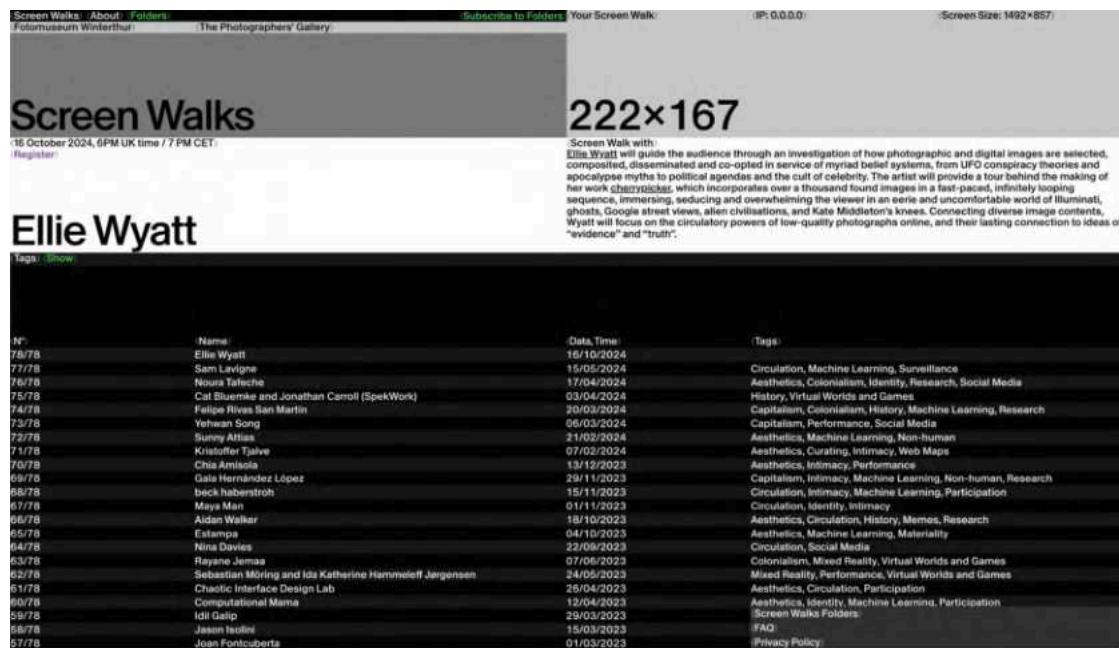 Screen Walks About Folders Subscribe to Folders Your Screen Walk IP: 0.0.0.0 Screen Size: 1492×857
Fotomuseum Winterthur The Photographers' Gallery
Screen Walks 222×167
16 October 2024, 6PM UK time / 7 PM CET
Register
Ellie Wyatt
Screen Walk with
Ellie Wyatt will guide the audience through an investigation of how photographic and digital images are selected,
composited, disseminated and co-opted in service of myriad belief systems, from UFO conspiracy theories and
apocalypse myths to political agendas and the cult of celebrity. The artist will provide a tour behind the making of
her work cherrypicker, which incorporates over a thousand found images in a fast-paced, infinitely looping
sequence, immersing, seducing and overwhelming the viewer in an eerie and uncomfortable world of Illuminati,
ghosts, Google street views, alien civilisations, and Kate Middleton's knees. Connecting diverse image contents,
Wyatt will focus on the circulatory powers of low-quality photographs online, and their lasting connection to ideas o
"evidence" and "truth".
Tags Show
N° Name Data, Time Tags
78/78 Ellie Wyatt 16/10/2024
77/78 Sam Lavigne 15/05/2024 Circulation, Machine Learning, Surveillance
76/78 Noura Tafeche 17/04/2024 Aesthetics, Colonialism, Identity, Research, Social Media
75/78 Cat Bluemke and Jonathan Carroll (SpekWork) 03/04/2024 History, Virtual Worlds and Games
74/78 Felipe Rivas San Martin 20/03/2024 Capitalism, Colonialism, History, Machine Learning, Research
73/78 Yehwan Song 06/03/2024 Capitalism, Performance, Social Media
72/78 Sunny Attias 21/02/2024 Aesthetics, Machine Learning, Non-human
71/78 Kristoffer Tjalve 07/02/2024 Aesthetics, Curating, Intimacy, Web Maps
70/78 Chia Amisola 13/12/2023 Aesthetics, Intimacy, Performance
69/78 Gala Hernández López 29/11/2023 Capitalism, Intimacy, Machine Learning, Non-human, Research
68/78 beck haberstroh 15/11/2023 Circulation, Intimacy, Machine Learning, Participation
67/78 Maya Man 01/11/2023 Circulation, Identity, Intimacy
66/78 Aidan Walker 18/10/2023 Aesthetics, Circulation, History, Memes, Research
65/78 Estampa 04/10/2023 Aesthetics, Machine Learning, Materiality
64/78 Nina Davies 22/09/2023 Circulation, Social Media
63/78 Rayane Jemaa 07/06/2023 Colonialism, Mixed Reality, Virtual Worlds and Games
62/78 Sebastian Möring and Ida Katherine Hammeleff Jørgensen 24/05/2023 Mixed Reality, Performance, Virtual Worlds and Games
61/78 Chaotic Interface Design Lab 26/04/2023 Aesthetics, Circulation, Participation
60/78 Computational Mama 12/04/2023 Aesthetics, Identity, Machine Learning, Participation
59/78 Idil Galip 29/03/2023 Screen Walks Folders
58/78 Jason Isolini 15/03/2023 FAQ
57/78 Joan Fontcuberta 01/03/2023 Privacy Policy